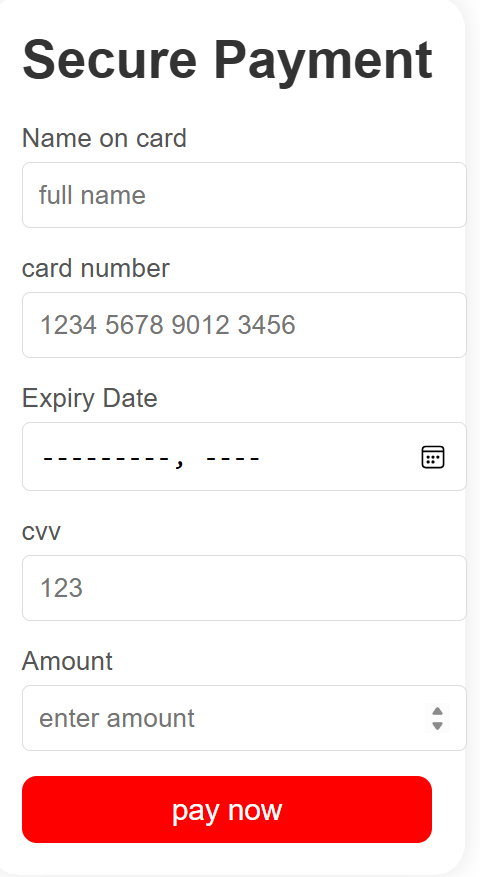 Secure Payment
Name on card
full name
card number
1234 5678 9012 3456
Expiry Date
---------, ----
cvv
123
Amount
enter amount
pay now